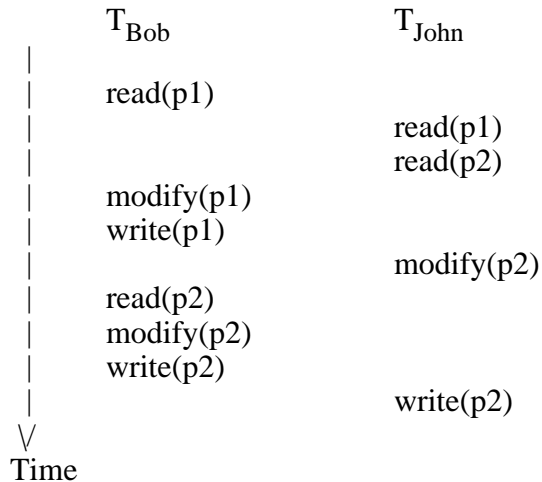 T_Bob T_John
read(p1)
read(p1)
read(p2)
modify(p1)
write(p1)
modify(p2)
read(p2)
modify(p2)
write(p2)
write(p2)
Time